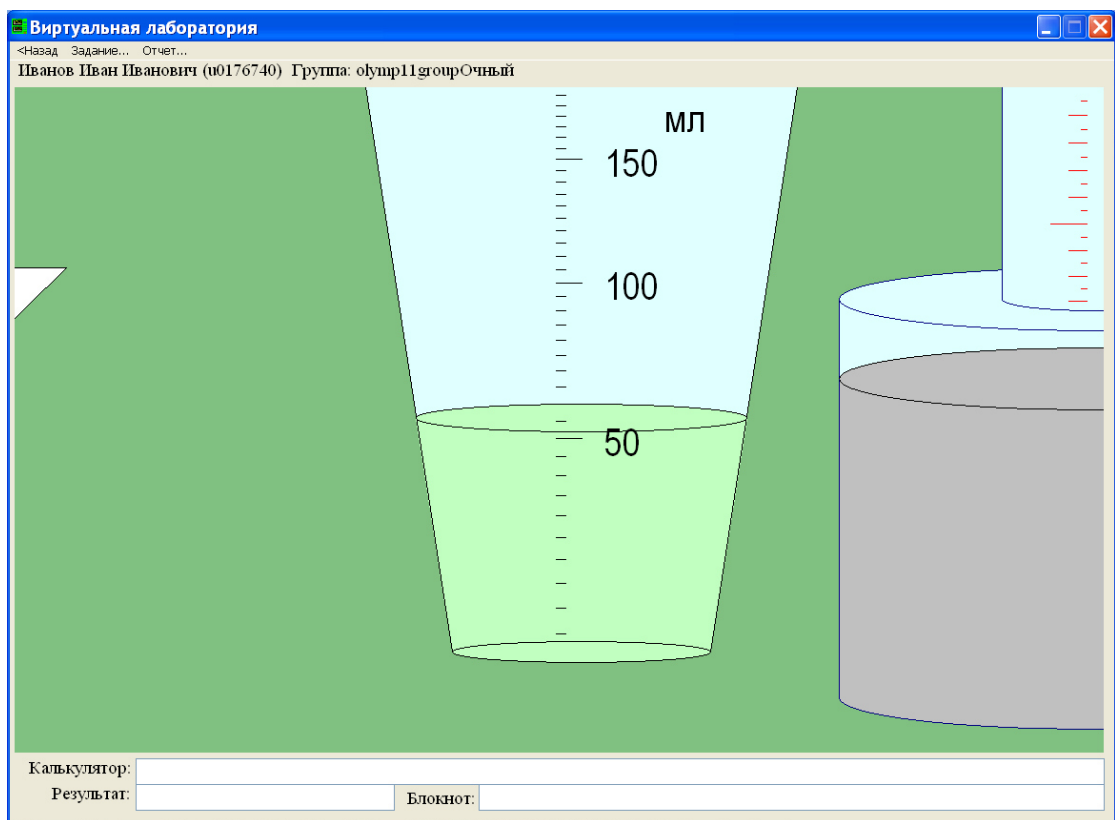 Виртуальная лаборатория
<Назад Задание... Отчет...
Иванов Иван Иванович (u0176740) Группа: olymp11groupОчный
мл
150
100
50
Калькулятор:
Результат: Блокнот: